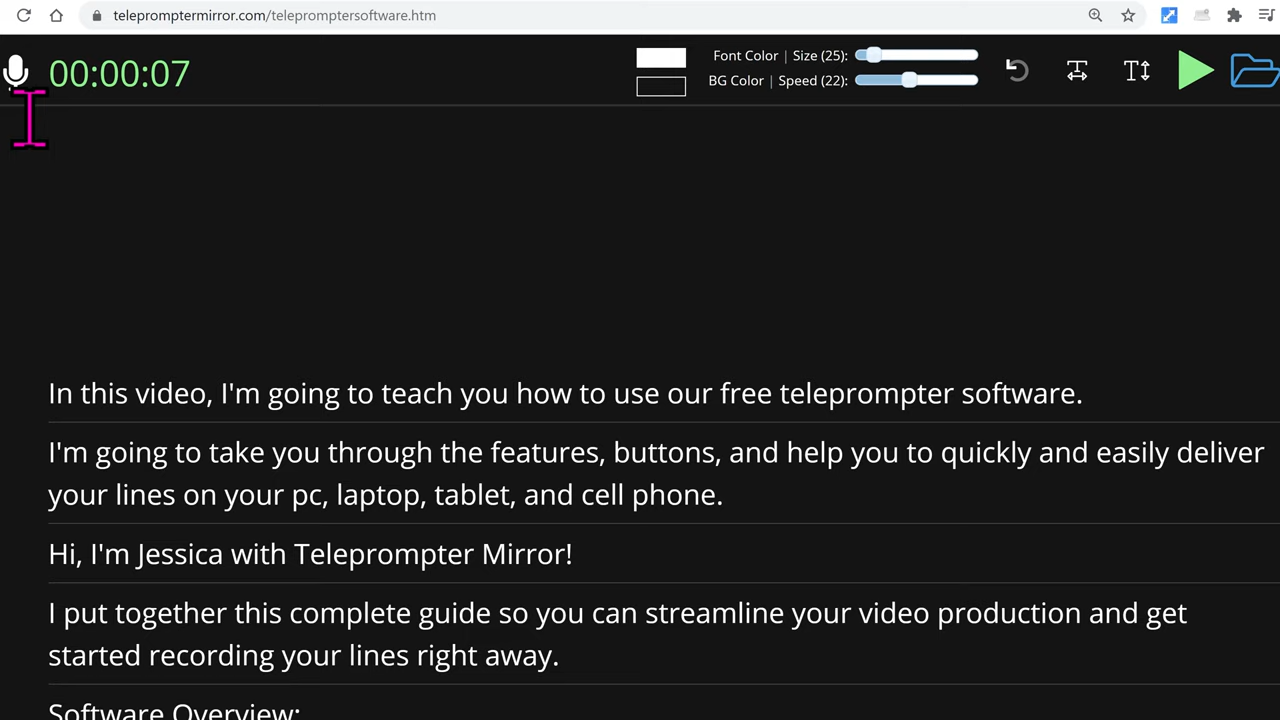 telepromptermirror.com/telepromptersoftware.htm
00:00:07
Font Color | Size (25):
BG Color | Speed (22):
In this video, I'm going to teach you how to use our free teleprompter software.
I'm going to take you through the features, buttons, and help you to quickly and easily deliver
your lines on your pc, laptop, tablet, and cell phone.
Hi, I'm Jessica with Teleprompter Mirror!
I put together this complete guide so you can streamline your video production and get
started recording your lines right away.
Software Overview: